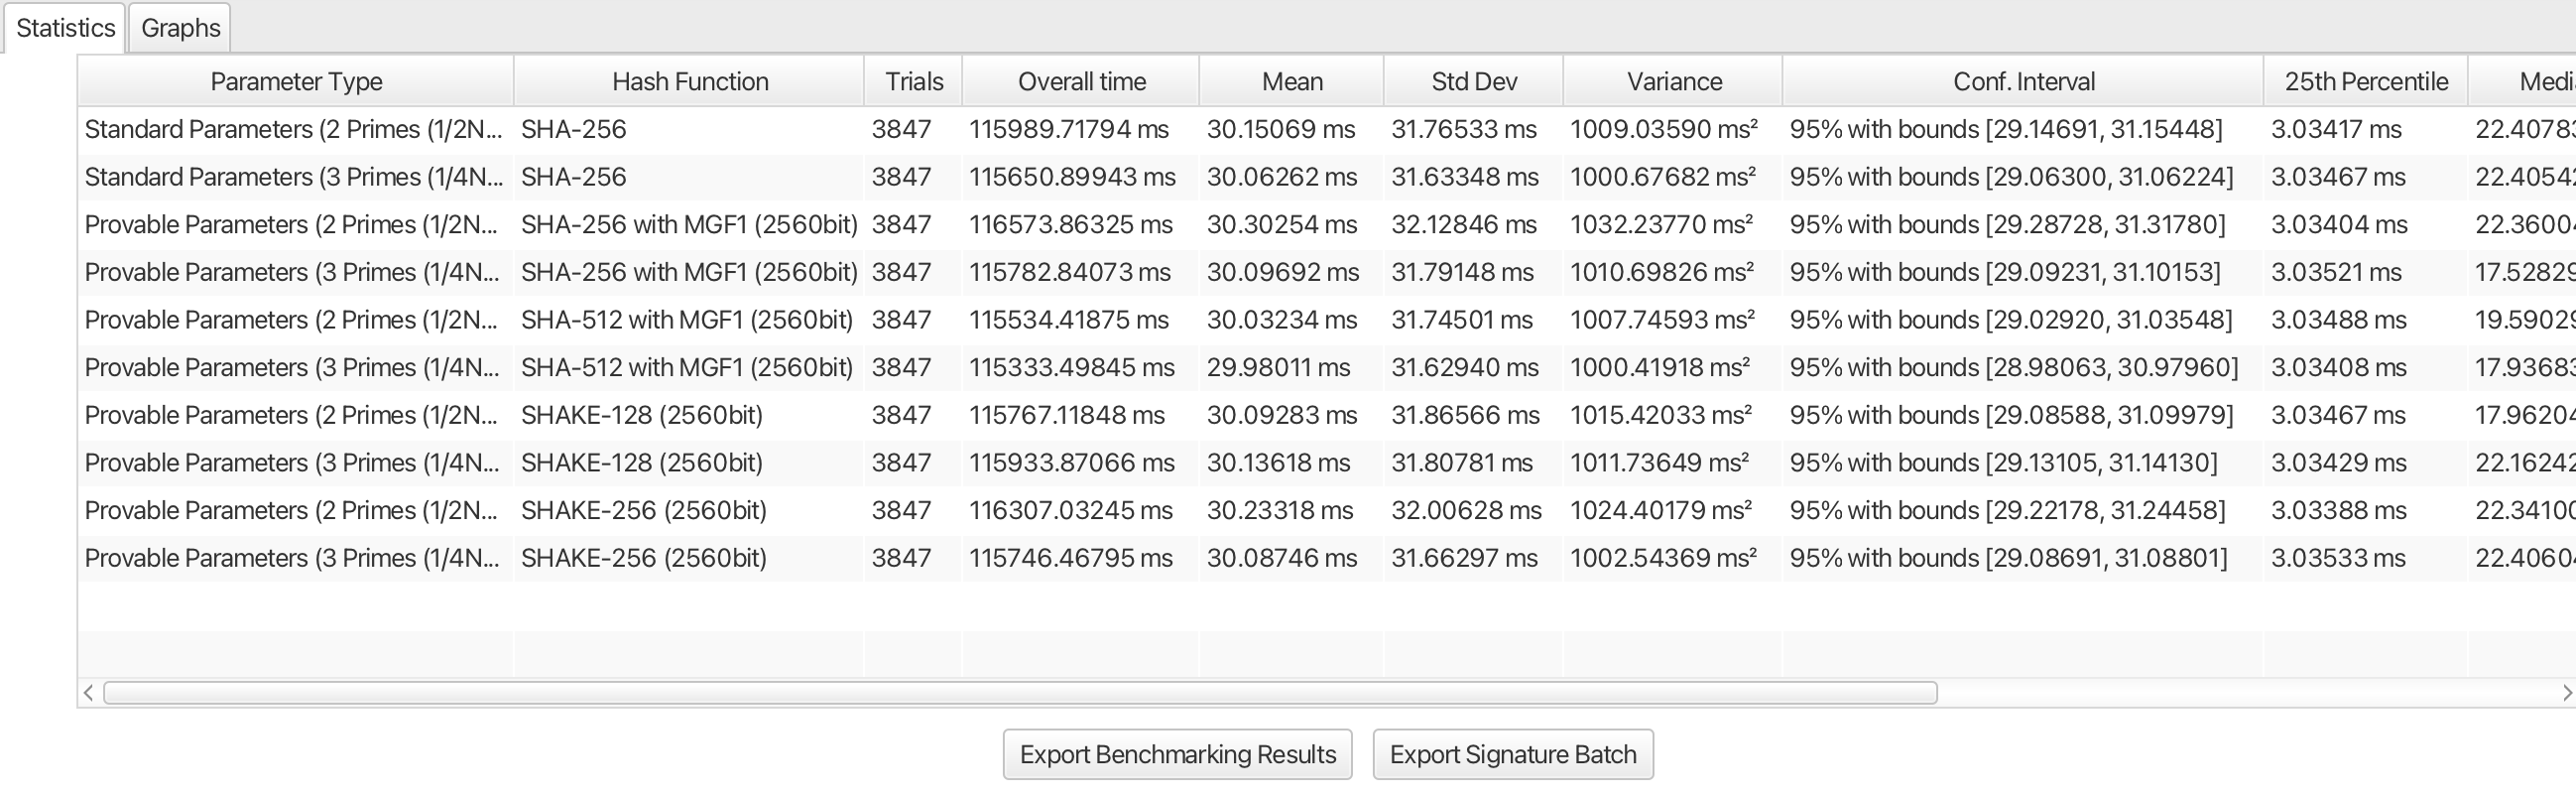 Statistics Graphs
Parameter Type Hash Function Trials Overall time Mean Std Dev Variance Conf. Interval 25th Percentile Medi
Standard Parameters (2 Primes (1/2N... SHA-256 3847 115989.71794 ms 30.15069 ms 31.76533 ms 1009.03590 ms² 95% with bounds [29.14691, 31.15448] 3.03417 ms 22.4078
Standard Parameters (3 Primes (1/4N... SHA-256 3847 115650.89943 ms 30.06262 ms 31.63348 ms 1000.67682 ms² 95% with bounds [29.06300, 31.06224] 3.03467 ms 22.4054
Provable Parameters (2 Primes (1/2N... SHA-256 with MGF1 (2560bit) 3847 116573.86325 ms 30.30254 ms 32.12846 ms 1032.23770 ms² 95% with bounds [29.28728, 31.31780] 3.03404 ms 22.3600
Provable Parameters (3 Primes (1/4N... SHA-256 with MGF1 (2560bit) 3847 115782.84073 ms 30.09692 ms 31.79148 ms 1010.69826 ms² 95% with bounds [29.09231, 31.10153] 3.03521 ms 17.52829
Provable Parameters (2 Primes (1/2N... SHA-512 with MGF1 (2560bit) 3847 115534.41875 ms 30.03234 ms 31.74501 ms 1007.74593 ms² 95% with bounds [29.02920, 31.03548] 3.03488 ms 19.59029
Provable Parameters (3 Primes (1/4N... SHA-512 with MGF1 (2560bit) 3847 115333.49845 ms 29.98011 ms 31.62940 ms 1000.41918 ms² 95% with bounds [28.98063, 30.97960] 3.03408 ms 17.93683
Provable Parameters (2 Primes (1/2N... SHAKE-128 (2560bit) 3847 115767.11848 ms 30.09283 ms 31.86566 ms 1015.42033 ms² 95% with bounds [29.08588, 31.09979] 3.03467 ms 17.96204
Provable Parameters (3 Primes (1/4N... SHAKE-128 (2560bit) 3847 115933.87066 ms 30.13618 ms 31.80781 ms 1011.73649 ms² 95% with bounds [29.13105, 31.14130] 3.03429 ms 22.16242
Provable Parameters (2 Primes (1/2N... SHAKE-256 (2560bit) 3847 116307.03245 ms 30.23318 ms 32.00628 ms 1024.40179 ms² 95% with bounds [29.22178, 31.24458] 3.03388 ms 22.34100
Provable Parameters (3 Primes (1/4N... SHAKE-256 (2560bit) 3847 115746.46795 ms 30.08746 ms 31.66297 ms 1002.54369 ms² 95% with bounds [29.08691, 31.08801] 3.03533 ms 22.4060
Export Benchmarking Results Export Signature Batch